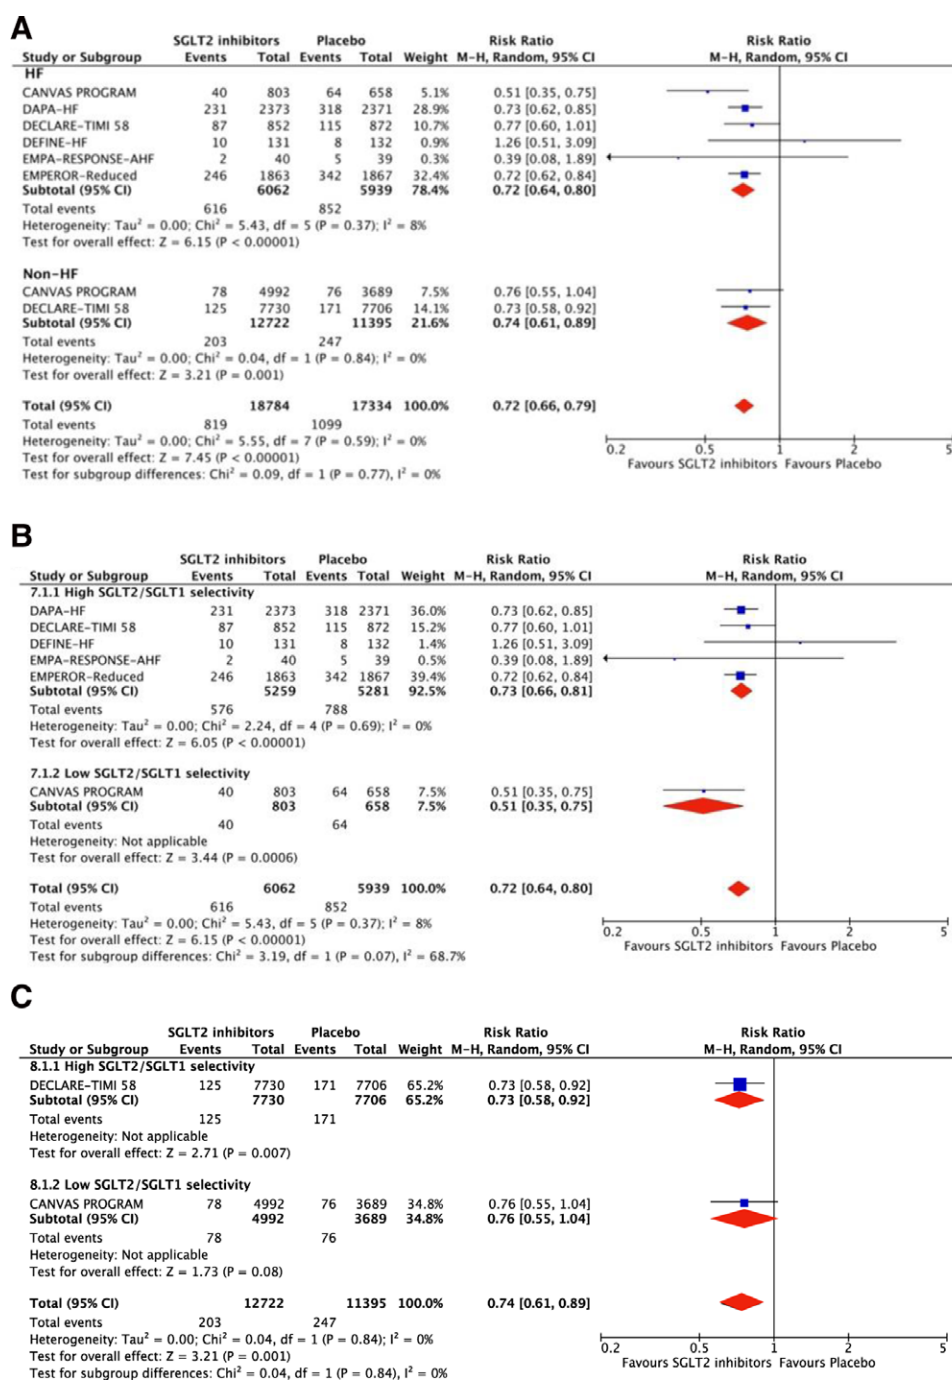 A
SGLT2 inhibitors Placebo Risk Ratio Risk Ratio
Study or Subgroup Events Total Events Total Weight M-H, Random, 95% CI M-H, Random, 95% CI
HF
CANVAS PROGRAM 40 803 64 658 5.1% 0.51 [0.35, 0.75]
DAPA-HF 231 2373 318 2371 28.9% 0.73 [0.62, 0.85]
DECLARE-TIMI 58 87 852 115 872 10.7% 0.77 [0.60, 1.01]
DEFINE-HF 10 131 8 132 0.9% 1.26 [0.51, 3.09]
EMPA-RESPONSE-AHF 2 40 5 39 0.3% 0.39 [0.08, 1.89]
EMPEROR-Reduced 246 1863 342 1867 32.4% 0.72 [0.62, 0.84]
Subtotal (95% CI) 6062 5939 78.4% 0.72 [0.64, 0.80]
Total events 616 852
Heterogeneity: Tau² = 0.00; Chi² = 5.43, df = 5 (P = 0.37); I² = 8%
Test for overall effect: Z = 6.15 (P < 0.00001)
Non-HF
CANVAS PROGRAM 78 4992 76 3689 7.5% 0.76 [0.55, 1.04]
DECLARE-TIMI 58 125 7730 171 7706 14.1% 0.73 [0.58, 0.92]
Subtotal (95% CI) 12722 11395 21.6% 0.74 [0.61, 0.89]
Total events 203 247
Heterogeneity: Tau² = 0.00; Chi² = 0.04, df = 1 (P = 0.84); I² = 0%
Test for overall effect: Z = 3.21 (P = 0.001)
Total (95% CI) 18784 17334 100.0% 0.72 [0.66, 0.79]
Total events 819 1099
Heterogeneity: Tau² = 0.00; Chi² = 5.55, df = 7 (P = 0.59); I² = 0%
Test for overall effect: Z = 7.45 (P < 0.00001)
Test for subgroup differences: Chi² = 0.09, df = 1 (P = 0.77), I² = 0%
0.2 0.5 1 2 5
Favours SGLT2 inhibitors Favours Placebo
B
SGLT2 inhibitors Placebo Risk Ratio Risk Ratio
Study or Subgroup Events Total Events Total Weight M-H, Random, 95% CI M-H, Random, 95% CI
7.1.1 High SGLT2/SGLT1 selectivity
DAPA-HF 231 2373 318 2371 36.0% 0.73 [0.62, 0.85]
DECLARE-TIMI 58 87 852 115 872 15.2% 0.77 [0.60, 1.01]
DEFINE-HF 10 131 8 132 1.4% 1.26 [0.51, 3.09]
EMPA-RESPONSE-AHF 2 40 5 39 0.5% 0.39 [0.08, 1.89]
EMPEROR-Reduced 246 1863 342 1867 39.4% 0.72 [0.62, 0.84]
Subtotal (95% CI) 5259 5281 92.5% 0.73 [0.66, 0.81]
Total events 576 788
Heterogeneity: Tau² = 0.00; Chi² = 2.24, df = 4 (P = 0.69); I² = 0%
Test for overall effect: Z = 6.05 (P < 0.00001)
7.1.2 Low SGLT2/SGLT1 selectivity
CANVAS PROGRAM 40 803 64 658 7.5% 0.51 [0.35, 0.75]
Subtotal (95% CI) 803 658 7.5% 0.51 [0.35, 0.75]
Total events 40 64
Heterogeneity: Not applicable
Test for overall effect: Z = 3.44 (P = 0.0006)
Total (95% CI) 6062 5939 100.0% 0.72 [0.64, 0.80]
Total events 616 852
Heterogeneity: Tau² = 0.00; Chi² = 5.43, df = 5 (P = 0.37); I² = 8%
Test for overall effect: Z = 6.15 (P < 0.00001)
Test for subgroup differences: Chi² = 3.19, df = 1 (P = 0.07), I² = 68.7%
0.2 0.5 1 2 5
Favours SGLT2 inhibitors Favours Placebo
C
SGLT2 inhibitors Placebo Risk Ratio Risk Ratio
Study or Subgroup Events Total Events Total Weight M-H, Random, 95% CI M-H, Random, 95% CI
8.1.1 High SGLT2/SGLT1 selectivity
DECLARE-TIMI 58 125 7730 171 7706 65.2% 0.73 [0.58, 0.92]
Subtotal (95% CI) 7730 7706 65.2% 0.73 [0.58, 0.92]
Total events 125 171
Heterogeneity: Not applicable
Test for overall effect: Z = 2.71 (P = 0.007)
8.1.2 Low SGLT2/SGLT1 selectivity
CANVAS PROGRAM 78 4992 76 3689 34.8% 0.76 [0.55, 1.04]
Subtotal (95% CI) 4992 3689 34.8% 0.76 [0.55, 1.04]
Total events 78 76
Heterogeneity: Not applicable
Test for overall effect: Z = 1.73 (P = 0.08)
Total (95% CI) 12722 11395 100.0% 0.74 [0.61, 0.89]
Total events 203 247
Heterogeneity: Tau² = 0.00; Chi² = 0.04, df = 1 (P = 0.84); I² = 0%
Test for overall effect: Z = 3.21 (P = 0.001)
Test for subgroup differences: Chi² = 0.04, df = 1 (P = 0.84), I² = 0%
0.2 0.5 1 2 5
Favours SGLT2 inhibitors Favours Placebo